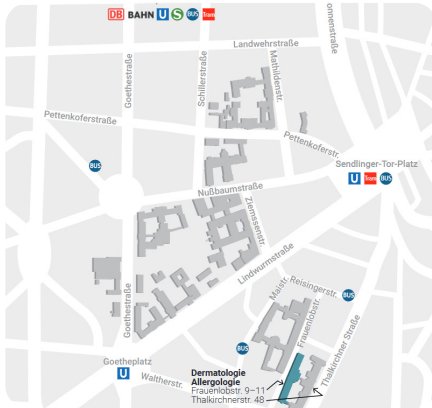 DB BAHN U S BUS Tram
onnenstraße
Landwehrstraße
Goethestraße
Schillerstraße
Mathildenstr.
Pettenkoferstraße
Pettenkoferstr.
Sendlinger-Tor-Platz
U Tram BUS
BUS
Nußbaumstraße
Ziemssenstr.
Lindwurmstraße
Maistr.
Reisingerstr.
BUS
Frauenlobstr.
Goethestraße
Thalkirchner Straße
BUS
Goetheplatz
U
Waltherstr.
Dermatologie
Allergologie
Frauenlobstr. 9–11
Thalkirchnerstr. 48